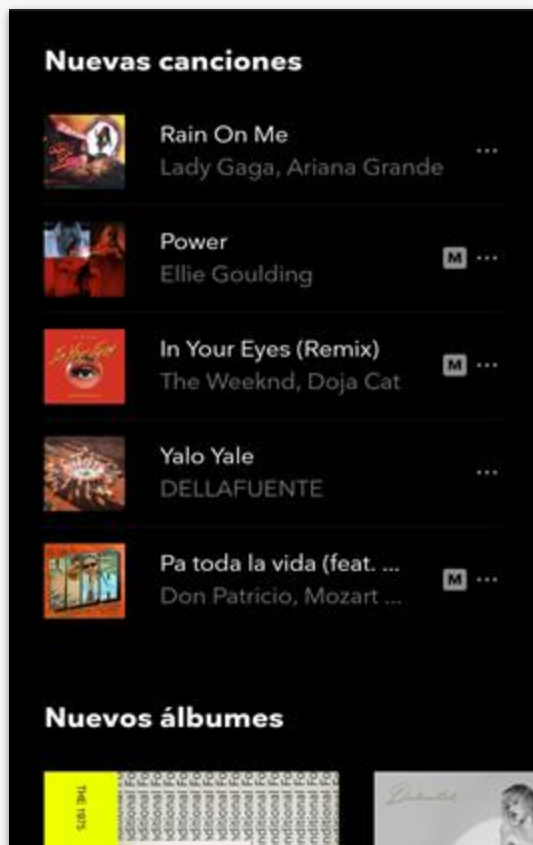 Nuevas canciones
Rain On Me
Lady Gaga, Ariana Grande
Power
Ellie Goulding
M
In Your Eyes (Remix)
The Weeknd, Doja Cat
M
Yalo Yale
DELLAFUENTE
Pa toda la vida (feat. ...
Don Patricio, Mozart ...
M
Nuevos álbumes
THE 1975